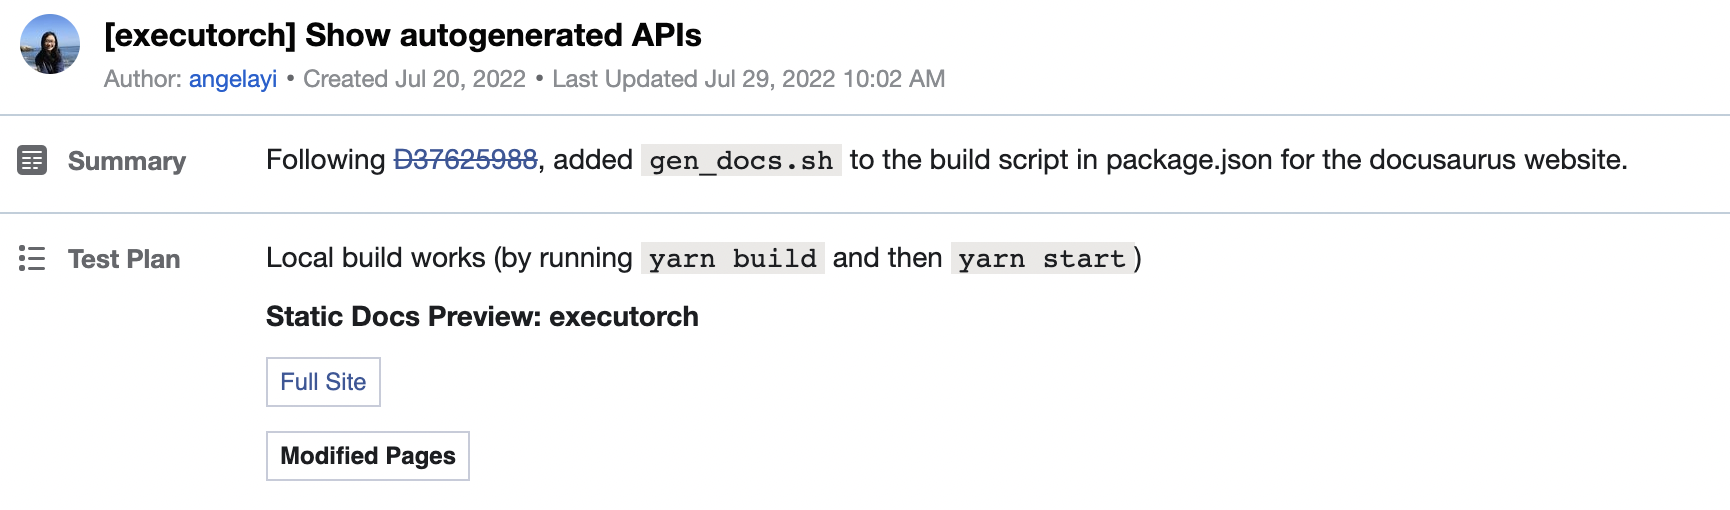 [executorch] Show autogenerated APIs
Author: angelayi • Created Jul 20, 2022 • Last Updated Jul 29, 2022 10:02 AM
Summary
Following D37625988, added gen_docs.sh to the build script in package.json for the docusaurus website.
Test Plan
Local build works (by running yarn build and then yarn start)
Static Docs Preview: executorch
Full Site
Modified Pages